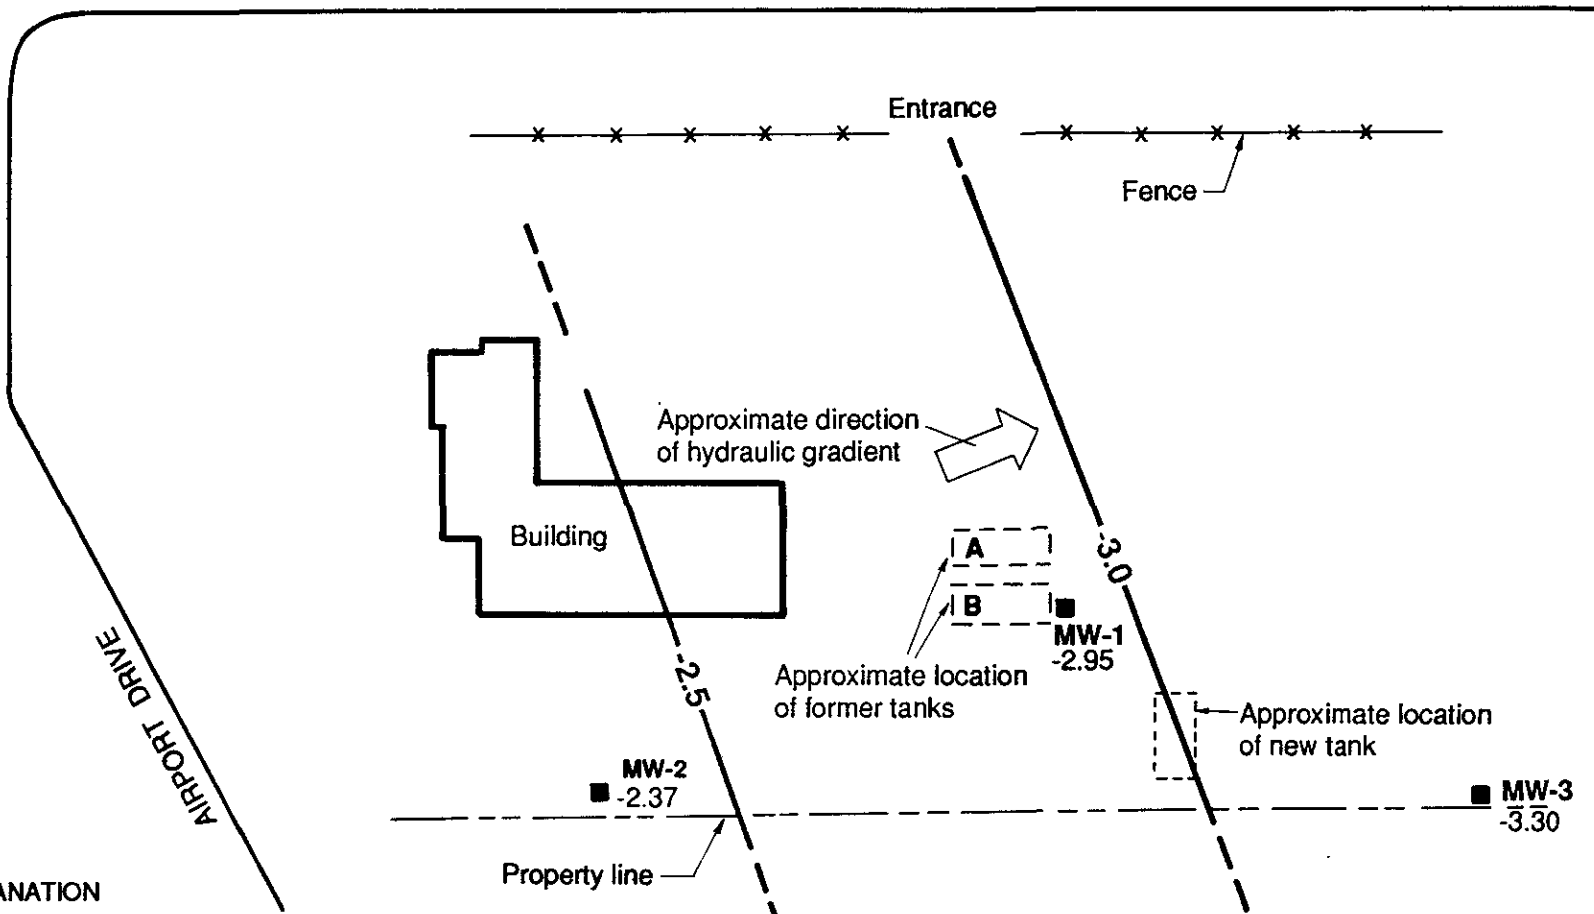 Entrance
Fence
Approximate direction
of hydraulic gradient
Building
A
B
-3.0
MW-1
-2.95
Approximate location
of former tanks
-2.5
Approximate location
of new tank
AIRPORT DRIVE
MW-2
-2.37
MW-3
-3.30
Property line
ANATION